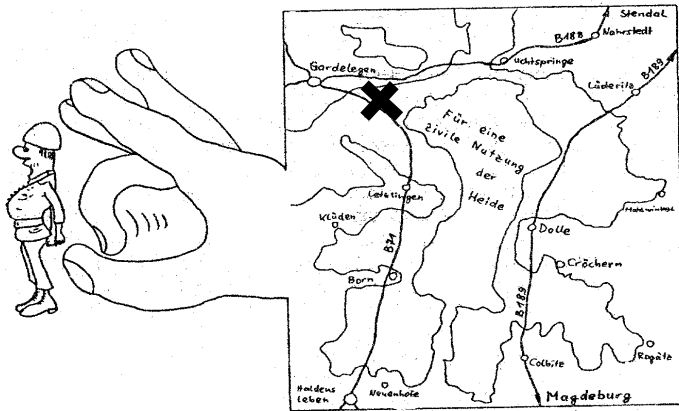 Stendal
B188
Nahrstedt
Uchtspringe
B189
Gardelegen
Lüderitz
Für eine
zivile Nutzung
der
Heide
Letzlingen
Klüden
Dolle
B71
Cröchern
Born
B189
Rogätz
Colbitz
Haldens
leben
Neuenhofe
Magdeburg